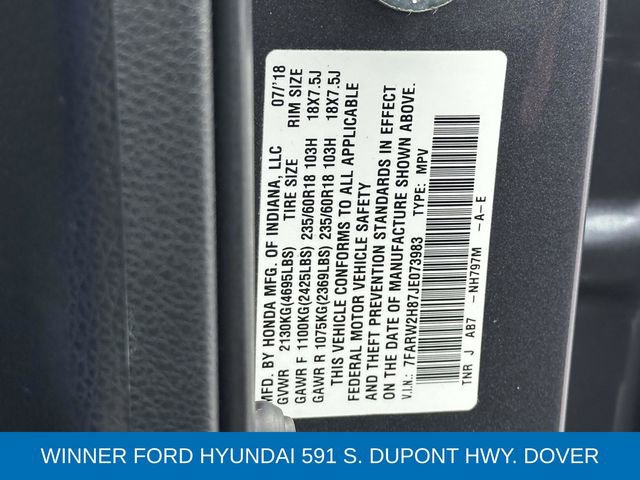 MFD. BY HONDA MFG. OF INDIANA, LLC 07/'18
GVWR 2130KG(4695LBS) TIRE SIZE RIM SIZE
GAWR F 1100KG(2425LBS) 235/60R18 103H 18X7.5J
GAWR R 1075KG(2369LBS) 235/60R18 103H 18X7.5J
THIS VEHICLE CONFORMS TO ALL APPLICABLE
FEDERAL MOTOR VEHICLE SAFETY
AND THEFT PREVENTION STANDARDS IN EFFECT
ON THE DATE OF MANUFACTURE SHOWN ABOVE.
V.I.N.: 7FARW2H87JE073983 TYPE: MPV
TNR J AB7 -NH797M -A-E
WINNER FORD HYUNDAI 591 S. DUPONT HWY. DOVER